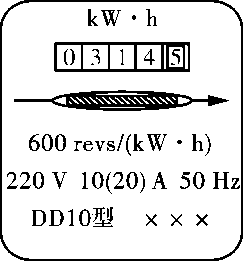 kW·h
0 3 1 4 5
600 revs/(kW·h)
220 V 10(20) A 50 Hz
DD10型 ×××